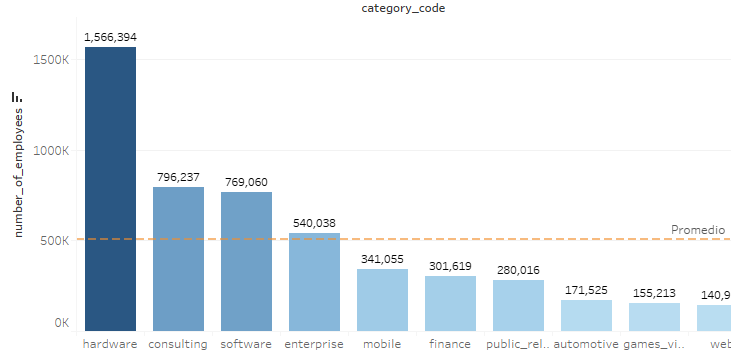 category_code
1,566,394
1500K
1000K
796,237
769,060
540,038
500K
Promedio
341,055
301,619
280,016
171,525
155,213
140,9
0K
number_of_employees
hardware
consulting
software
enterprise
mobile
finance
public_rel..
automotive
games_vi..
web